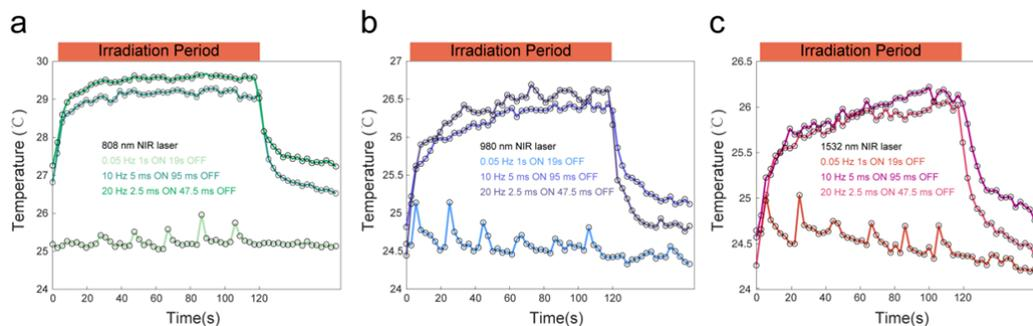 a
Irradiation Period
30
29
28
27
26
25
24
Temperature (℃)
808 nm NIR laser
0.05 Hz 1s ON 19s OFF
10 Hz 5 ms ON 95 ms OFF
20 Hz 2.5 ms ON 47.5 ms OFF
0 20 40 60 80 100 120
Time(s)
b
Irradiation Period
27
26.5
26
25.5
25
24.5
24
Temperature (℃)
980 nm NIR laser
0.05 Hz 1s ON 19s OFF
10 Hz 5 ms ON 95 ms OFF
20 Hz 2.5 ms ON 47.5 ms OFF
0 20 40 60 80 100 120
Time(s)
c
Irradiation Period
26.5
26
25.5
25
24.5
24
Temperature (℃)
1532 nm NIR laser
0.05 Hz 1s ON 19s OFF
10 Hz 5 ms ON 95 ms OFF
20 Hz 2.5 ms ON 47.5 ms OFF
0 20 40 60 80 100 120
Time(s)